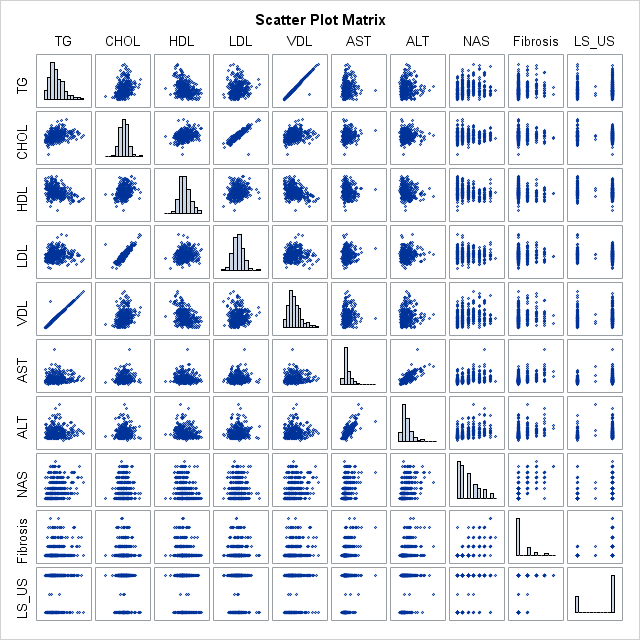 Scatter Plot Matrix
TG CHOL HDL LDL VDL AST ALT NAS Fibrosis LS_US
TG
CHOL
HDL
LDL
VDL
AST
ALT
NAS
Fibrosis
LS_US